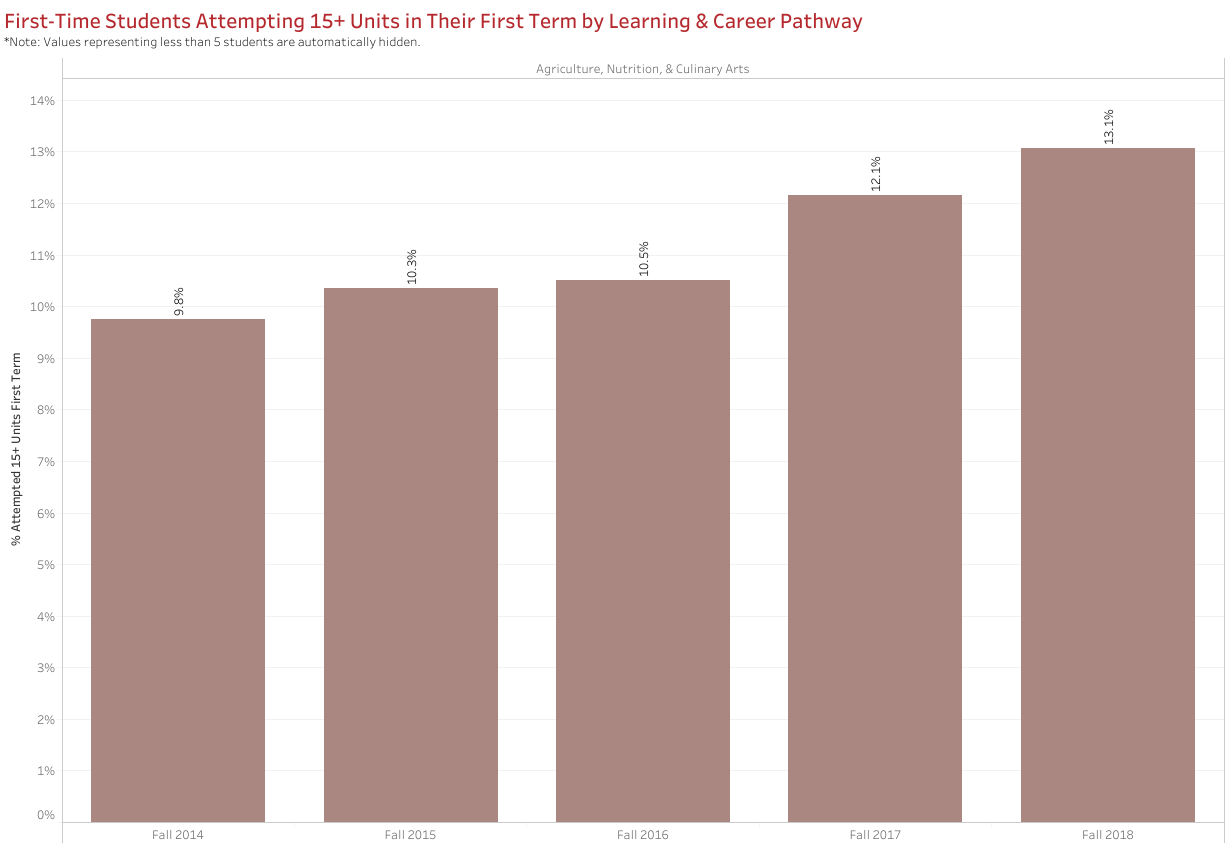 First-Time Students Attempting 15+ Units in Their First Term by Learning & Career Pathway
*Note: Values representing less than 5 students are automatically hidden.
Agriculture, Nutrition, & Culinary Arts
% Attempted 15+ Units First Term
14%
13%
12%
11%
10%
9%
8%
7%
6%
5%
4%
3%
2%
1%
0%
9.8%
10.3%
10.5%
12.1%
13.1%
Fall 2014
Fall 2015
Fall 2016
Fall 2017
Fall 2018